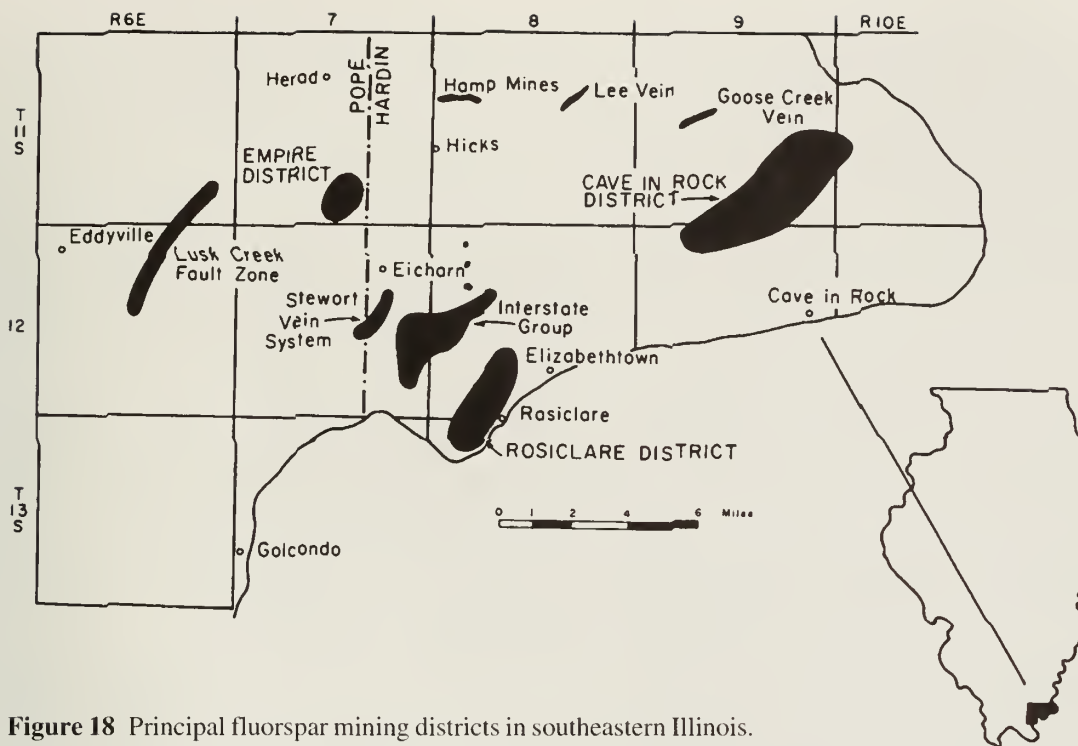 R6E 7 8 9 R10E
Herod
POPE
HARDIN
Hamp Mines
Lee Vein
Goose Creek
Vein
T
11
S
Hicks
EMPIRE
DISTRICT
CAVE IN ROCK
DISTRICT
Eddyville
Lusk Creek
Fault Zone
Eichorn
Stewart
Vein
System
Interstate
Group
Cave in Rock
12
Elizabethtown
Rosiclare
ROSICLARE DISTRICT
T
13
S
0 1 2 4 6 Miles
Golconda
Figure 18 Principal fluorspar mining districts in southeastern Illinois.